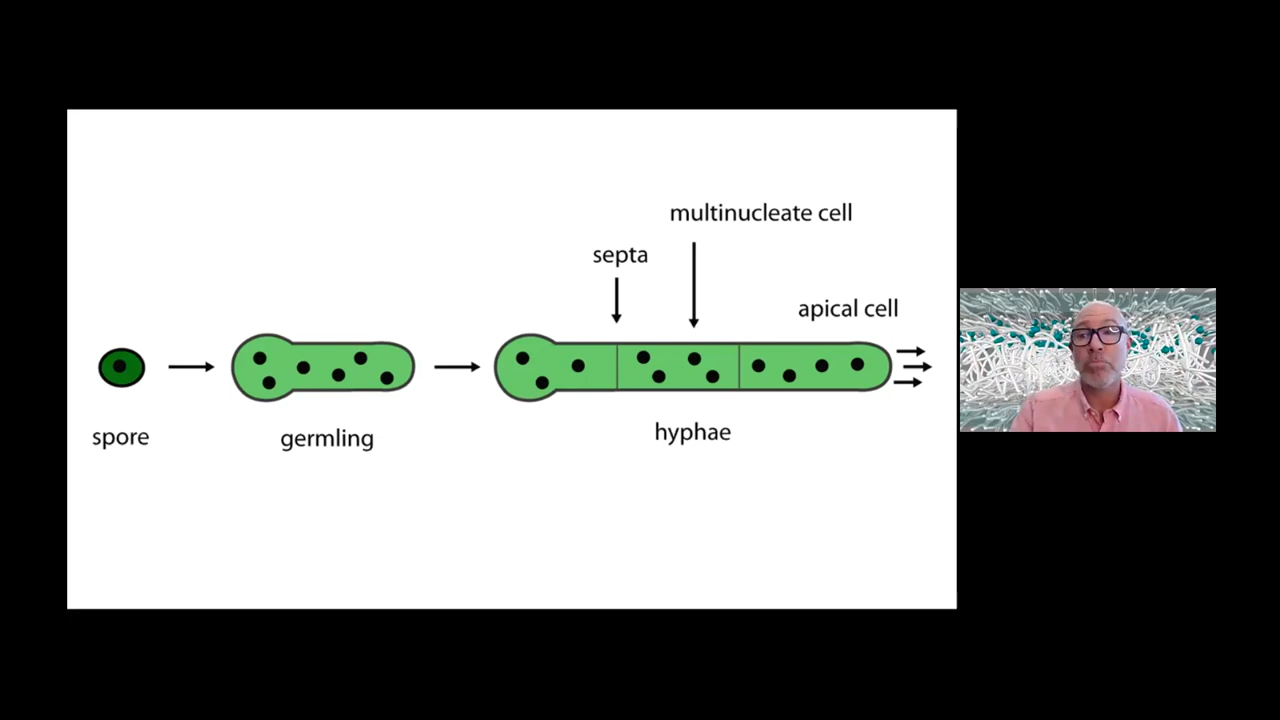 multinucleate cell
septa
apical cell
spore
germling
hyphae